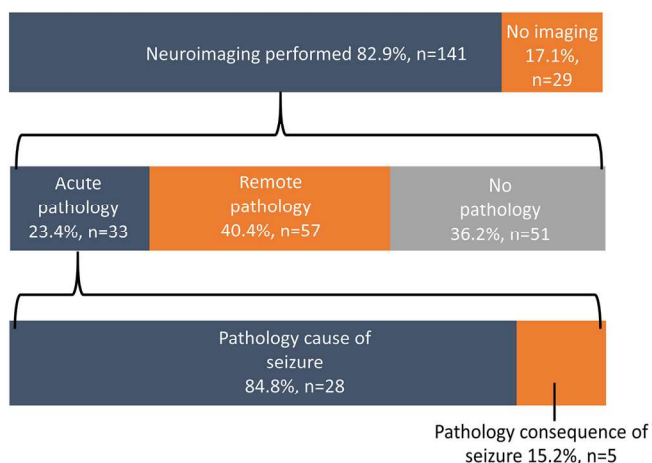 Neuroimaging performed 82.9%, n=141
No imaging
17.1%,
n=29
Acute
pathology
23.4%, n=33
Remote
pathology
40.4%, n=57
No
pathology
36.2%, n=51
Pathology cause of
seizure
84.8%, n=28
Pathology consequence of
seizure 15.2%, n=5